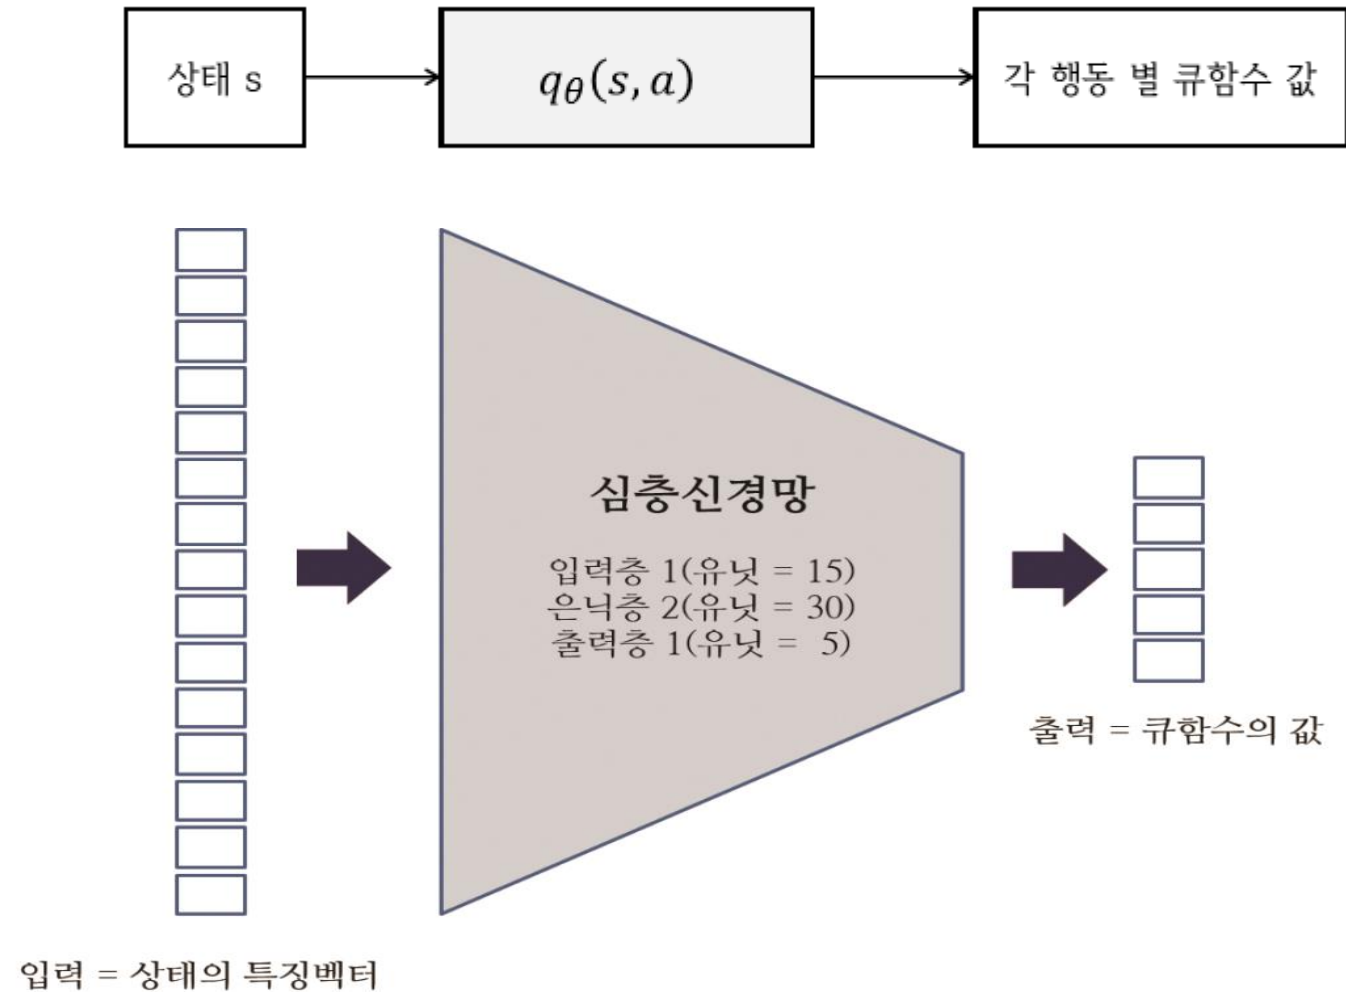 상태 s
q_θ(s, a)
각 행동 별 큐함수 값
심층신경망
입력층 1(유닛 = 15)
은닉층 2(유닛 = 30)
출력층 1(유닛 = 5)
출력 = 큐함수의 값
입력 = 상태의 특징벡터